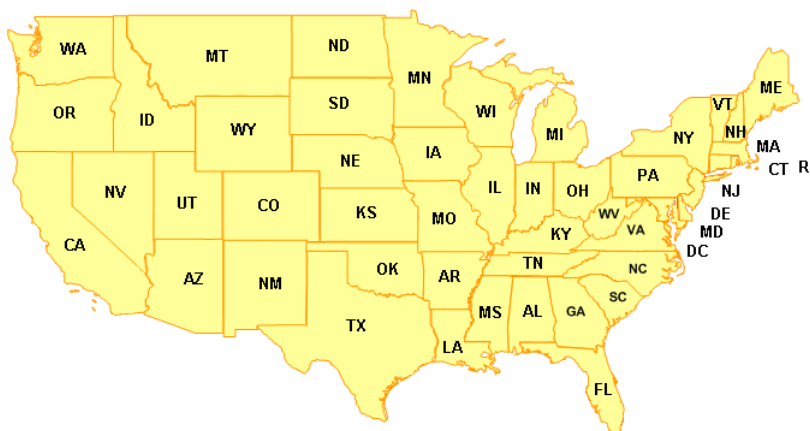 WA
MT
ND
MN
ME
VT
OR
ID
SD
WI
MI
NY
NH
WY
MA
CT R
IA
NE
PA
NV
UT
CO
IL
IN
OH
NJ
KS
MO
WV
DE
VA
MD
CA
KY
DC
TN
NC
AZ
NM
OK
AR
SC
TX
MS
AL
GA
LA
FL